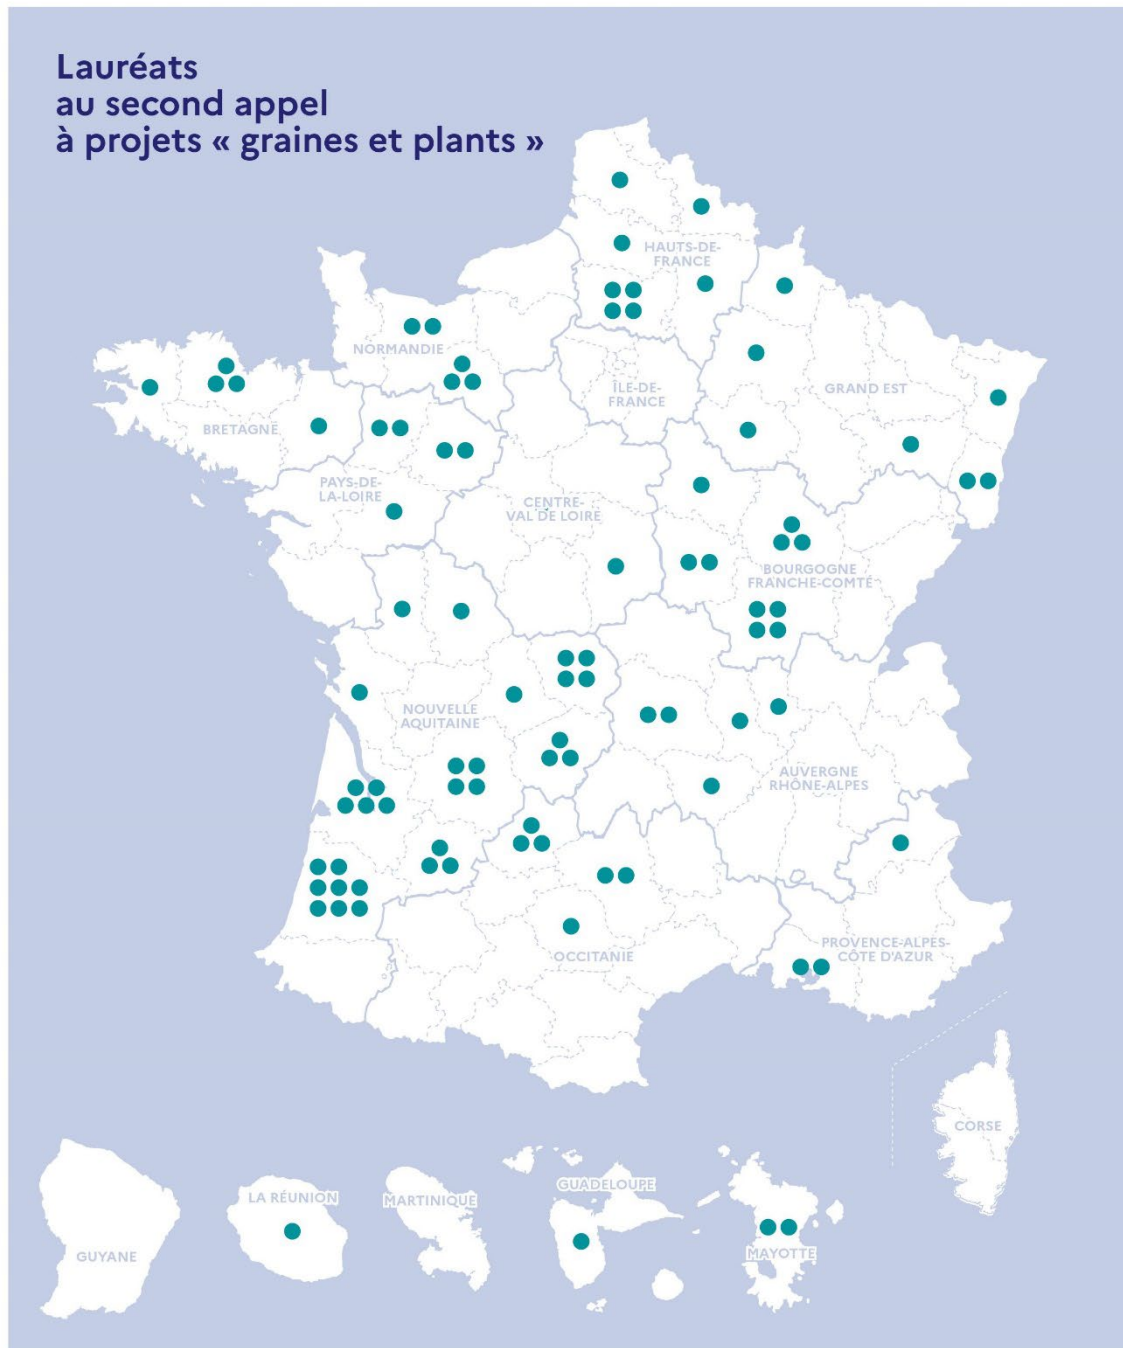 Lauréats
au second appel
à projets « graines et plants »
HAUTS-DE-
FRANCE
NORMANDIE
ÎLE-DE-
FRANCE
GRAND EST
BRETAGNE
PAYS-DE-
LA-LOIRE
CENTRE-
VAL DE LOIRE
BOURGOGNE
FRANCHE-COMTÉ
NOUVELLE
AQUITAINE
AUVERGNE
RHÔNE-ALPES
OCCITANIE
PROVENCE-ALPES-
CÔTE D'AZUR
CORSE
GUYANE
LA RÉUNION
MARTINIQUE
GUADELOUPE
MAYOTTE